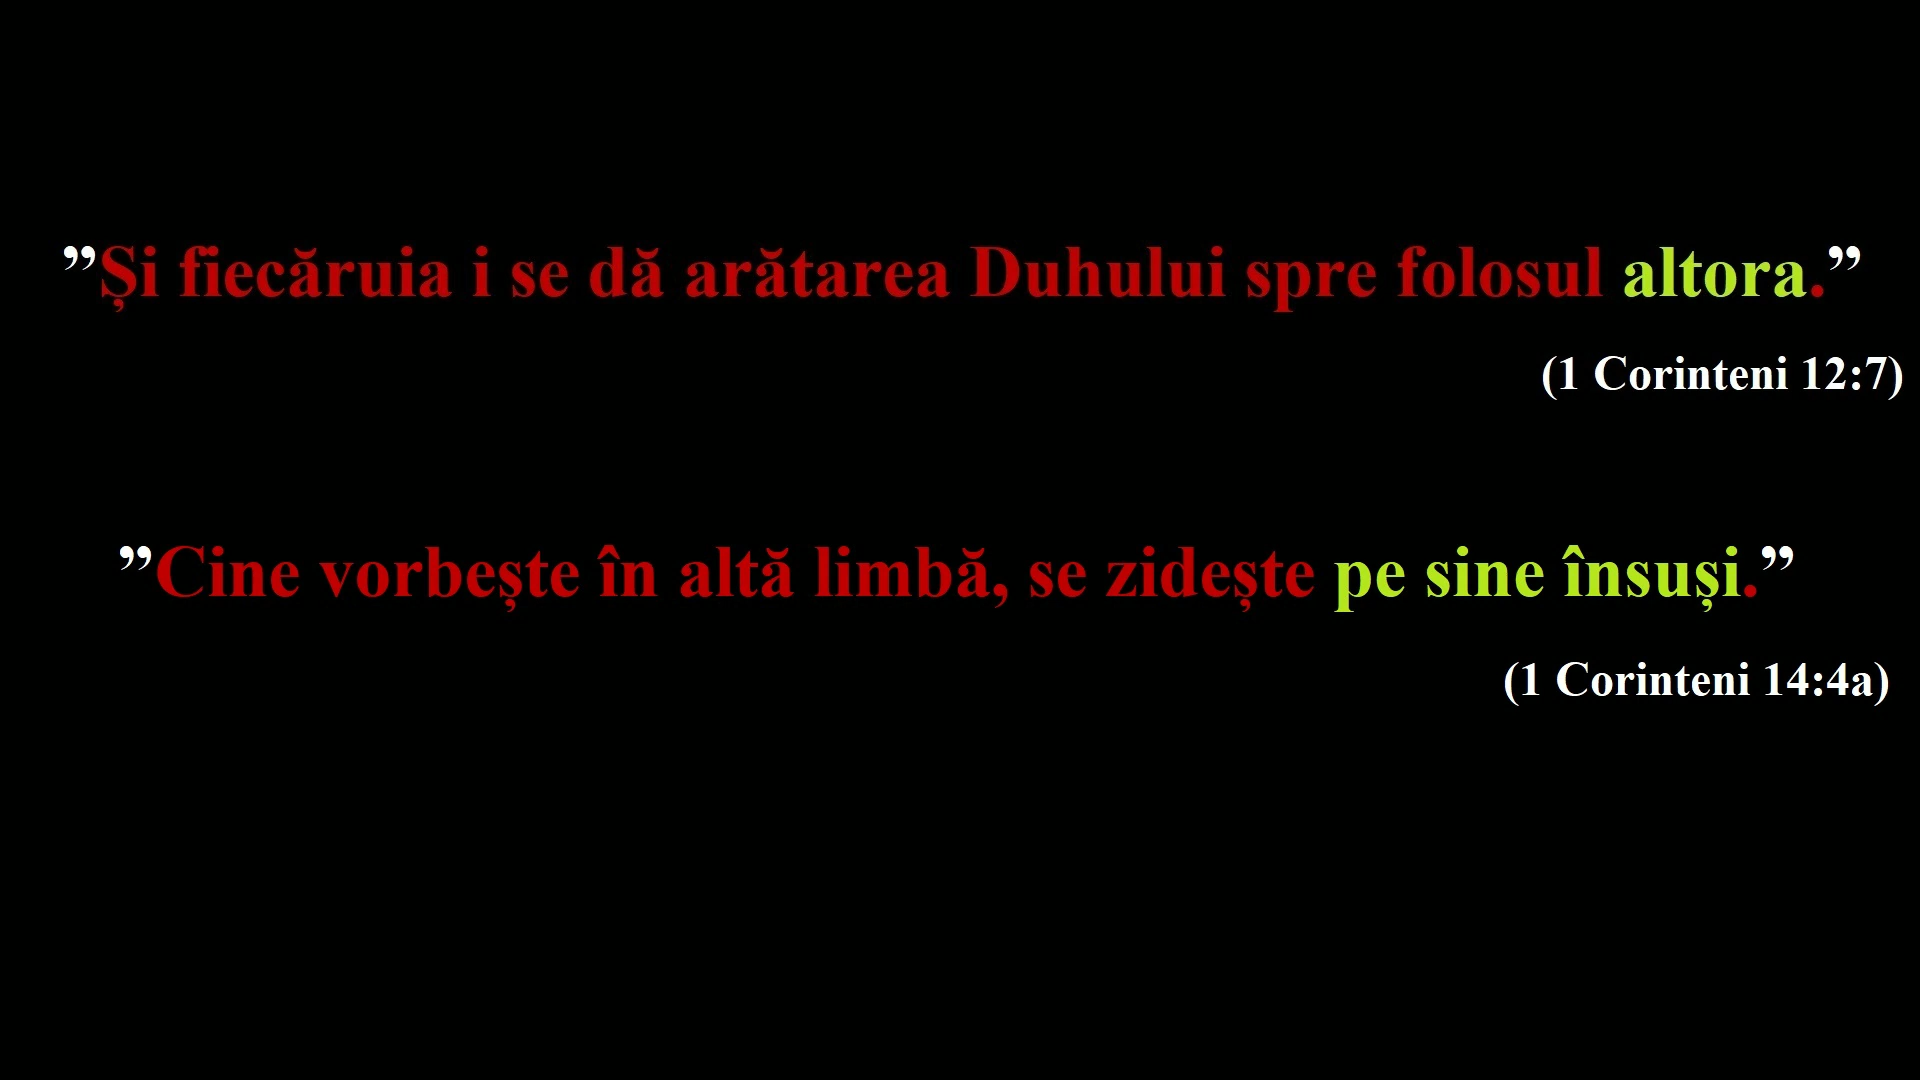 ”Și fiecăruia i se dă arătarea Duhului spre folosul altora.”
(1 Corinteni 12:7)
”Cine vorbește în altă limbă, se zidește pe sine însuși.”
(1 Corinteni 14:4a)